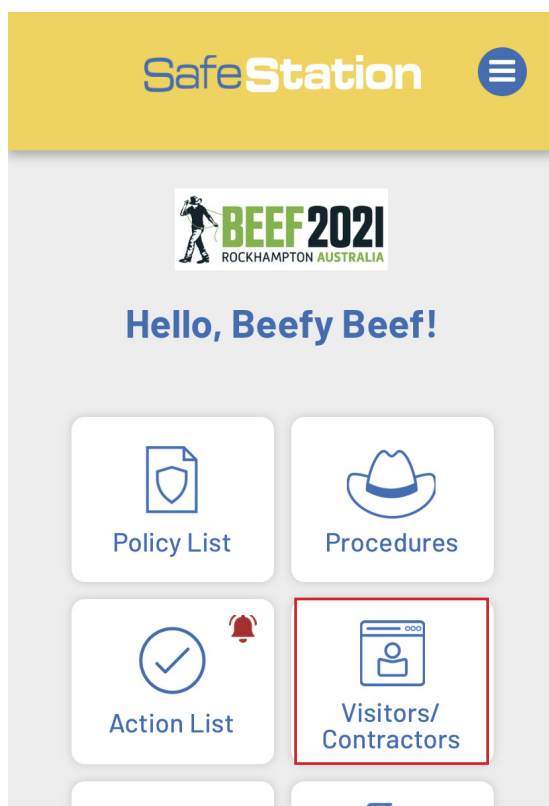 SafeStation
BEEF2021
ROCKHAMPTON AUSTRALIA
Hello, Beefy Beef!
Policy List
Procedures
Action List
Visitors/
Contractors